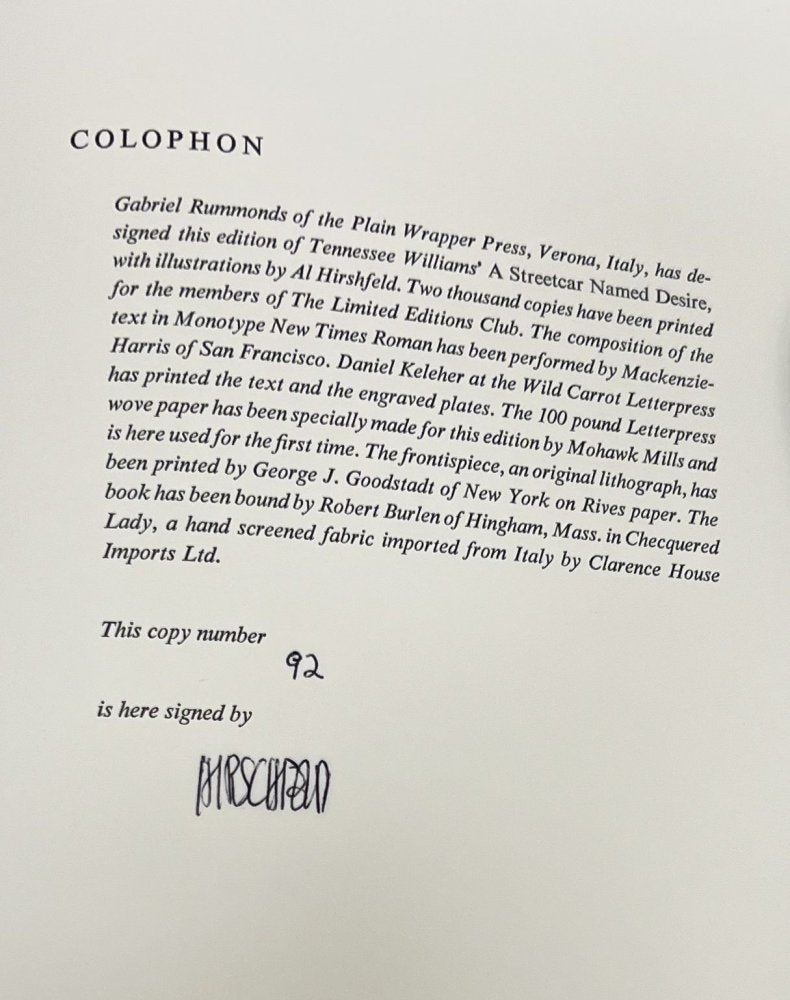 COLOPHON
Gabriel Rummonds of the Plain Wrapper Press, Verona, Italy, has de-
signed this edition of Tennessee Williams' A Streetcar Named Desire,
with illustrations by Al Hirshfeld. Two thousand copies have been printed
for the members of The Limited Editions Club. The composition of the
text in Monotype New Times Roman has been performed by Mackenzie-
Harris of San Francisco. Daniel Keleher at the Wild Carrot Letterpress
has printed the text and the engraved plates. The 100 pound Letterpress
wove paper has been specially made for this edition by Mohawk Mills and
is here used for the first time. The frontispiece, an original lithograph, has
been printed by George J. Goodstadt of New York on Rives paper. The
book has been bound by Robert Burlen of Hingham, Mass. in Checquered
Lady, a hand screened fabric imported from Italy by Clarence House
Imports Ltd.
This copy number
92
is here signed by
HIRSCHFELD